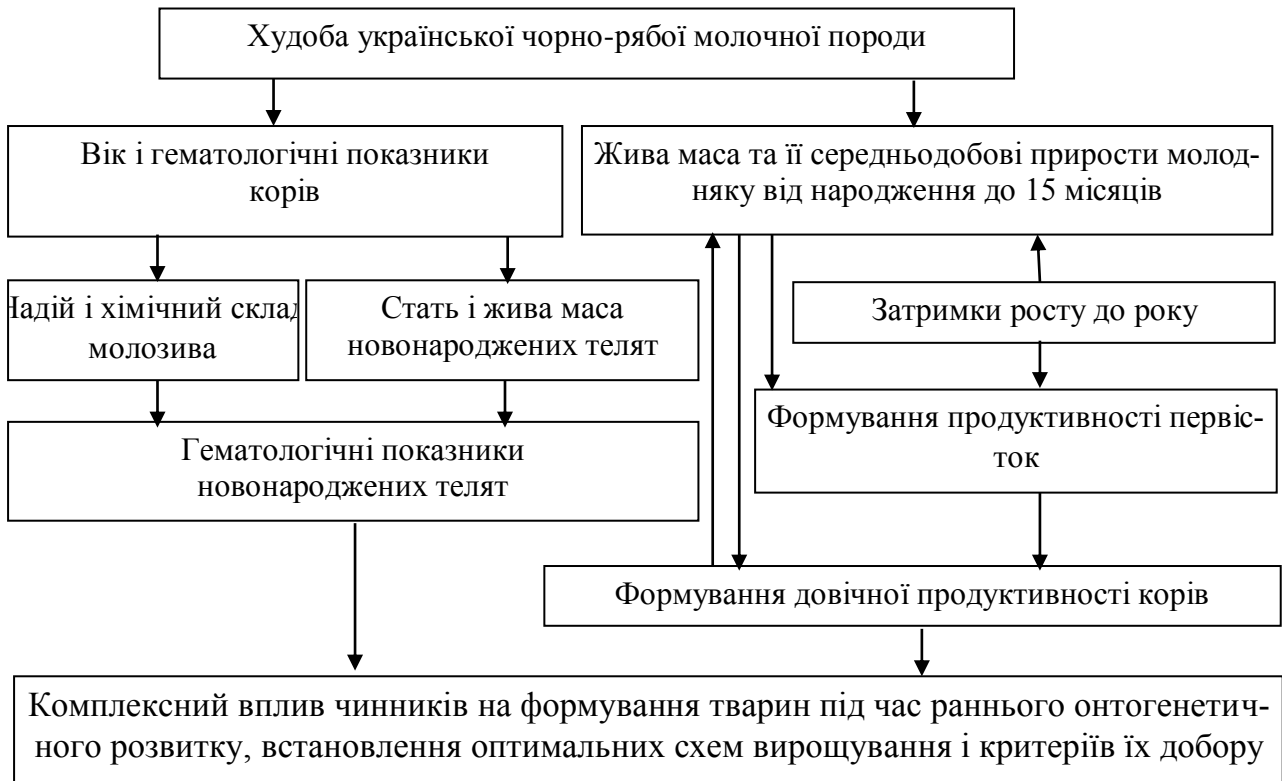 Худоба української чорно-рябої молочної породи
Вік і гематологічні показники
корів
Жива маса та її середньодобові прирости молод-
няку від народження до 15 місяців
Надій і хімічний склад
молозива
Стать і жива маса
новонароджених телят
Затримки росту до року
Гематологічні показники
новонароджених телят
Формування продуктивності первіс-
ток
Формування довічної продуктивності корів
Комплексний вплив чинників на формування тварин під час раннього онтогенетич-
ного розвитку, встановлення оптимальних схем вирощування і критеріїв їх добору